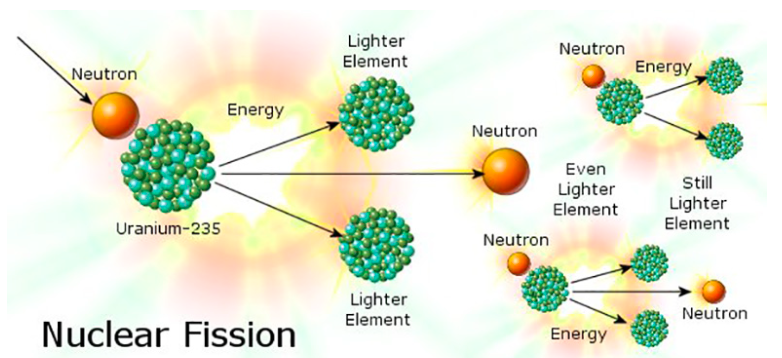 Neutron
Uranium-235
Energy
Lighter
Element
Lighter
Element
Neutron
Neutron
Energy
Even
Lighter
Element
Still
Lighter
Element
Neutron
Energy
Neutron
Nuclear Fission